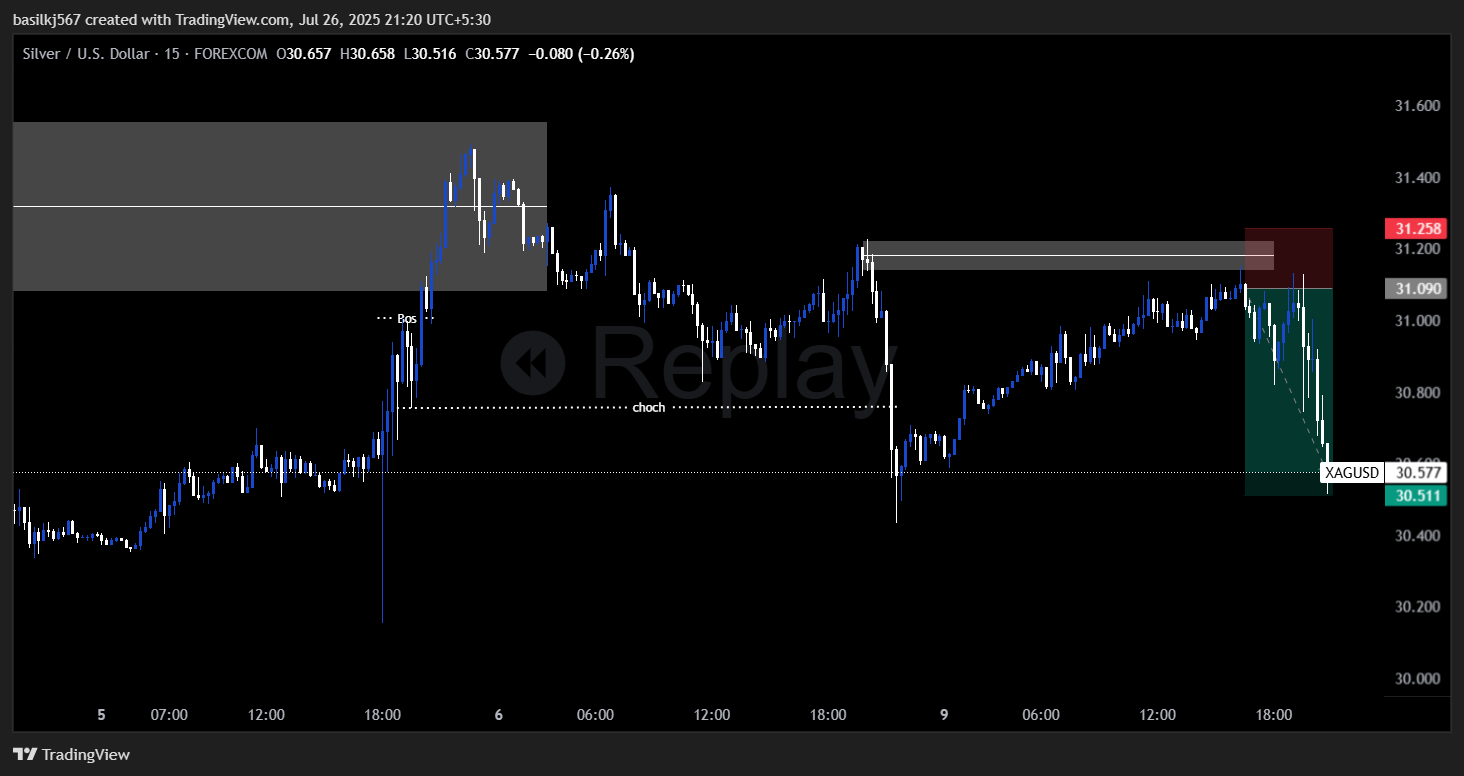 basilkj567 created with TradingView.com, Jul 26, 2025 21:20 UTC+5:30
Silver / U.S. Dollar · 15 · FOREXCOM O30.657 H30.658 L30.516 C30.577 −0.080 (−0.26%)
31.600
31.400
31.258
31.200
31.090
Bos
31.000
Replay
30.800
choch
30.600
XAGUSD 30.577
30.511
30.400
30.200
30.000
5 07:00 12:00 18:00 6 06:00 12:00 18:00 9 06:00 12:00 18:00
TradingView